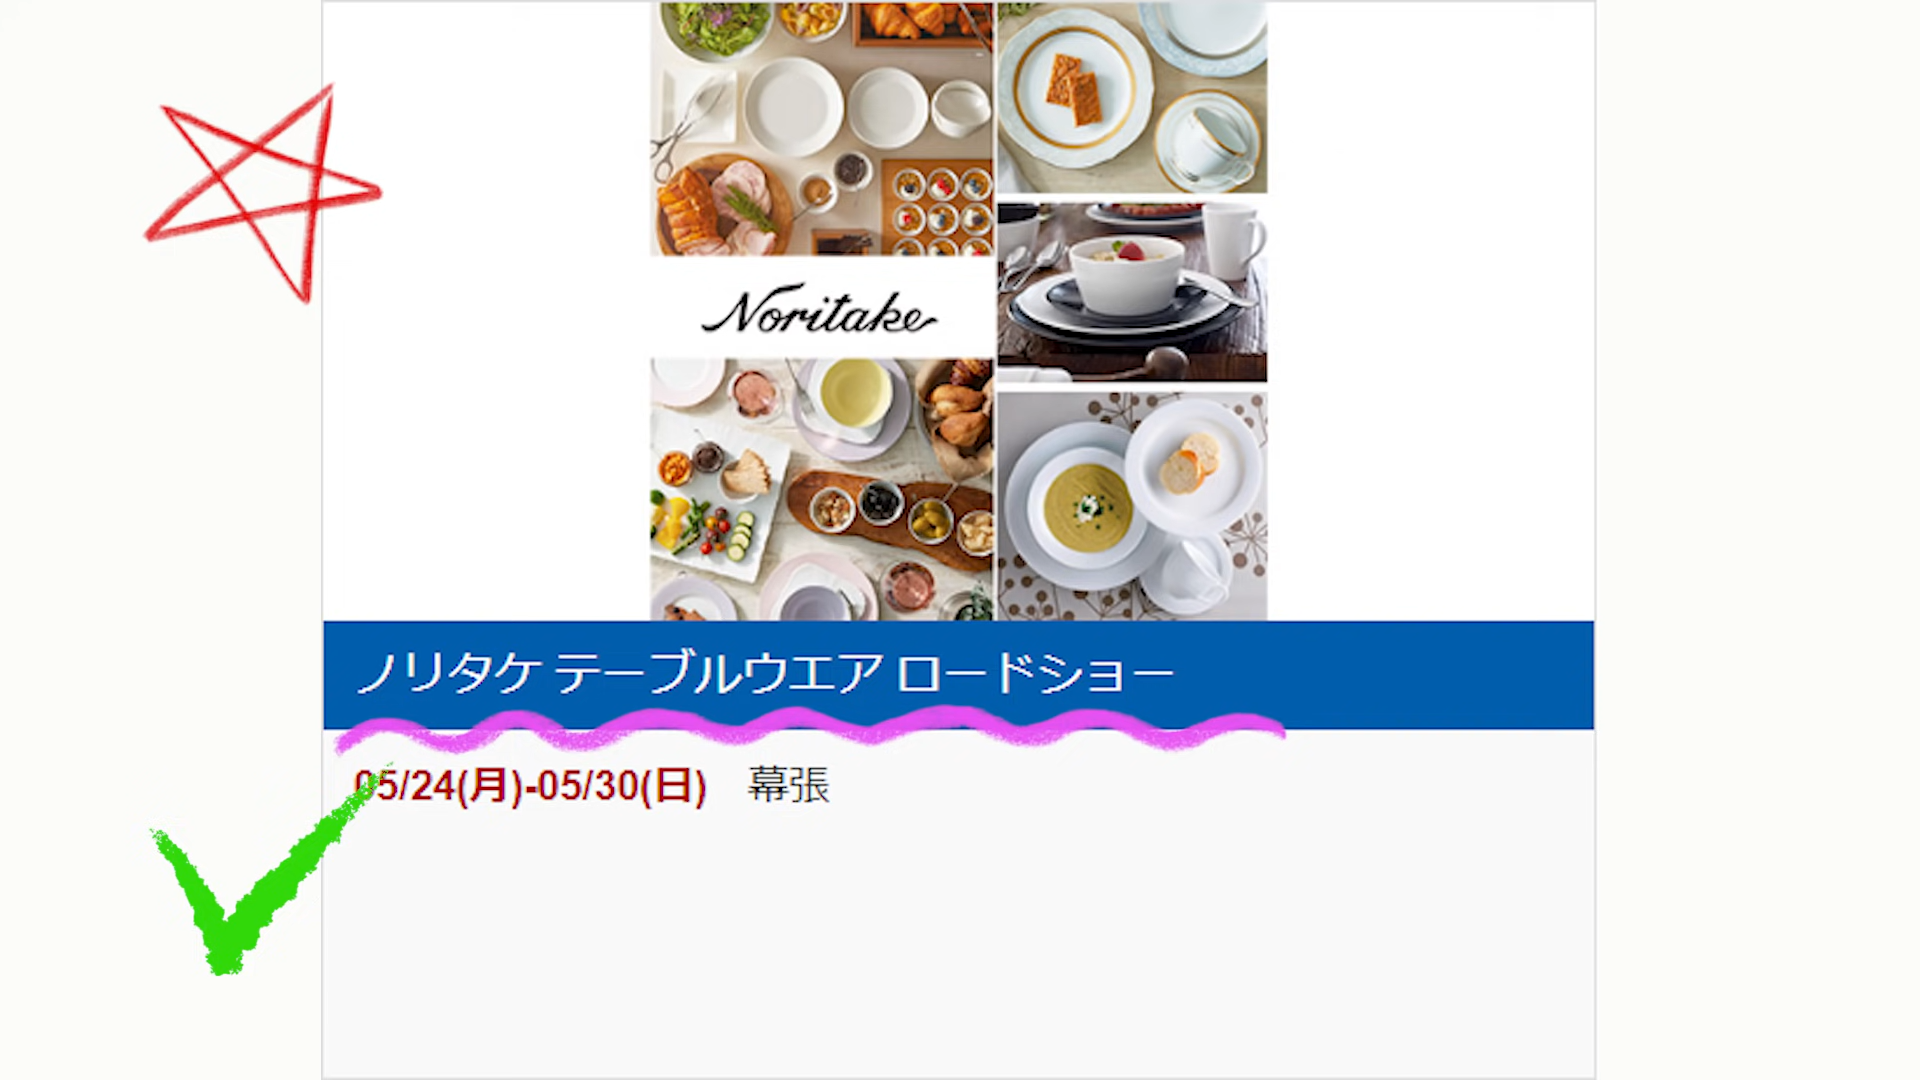 Noritake
ノリタケ テーブルウエア ロードショー
05/24(月)-05/30(日) 幕張